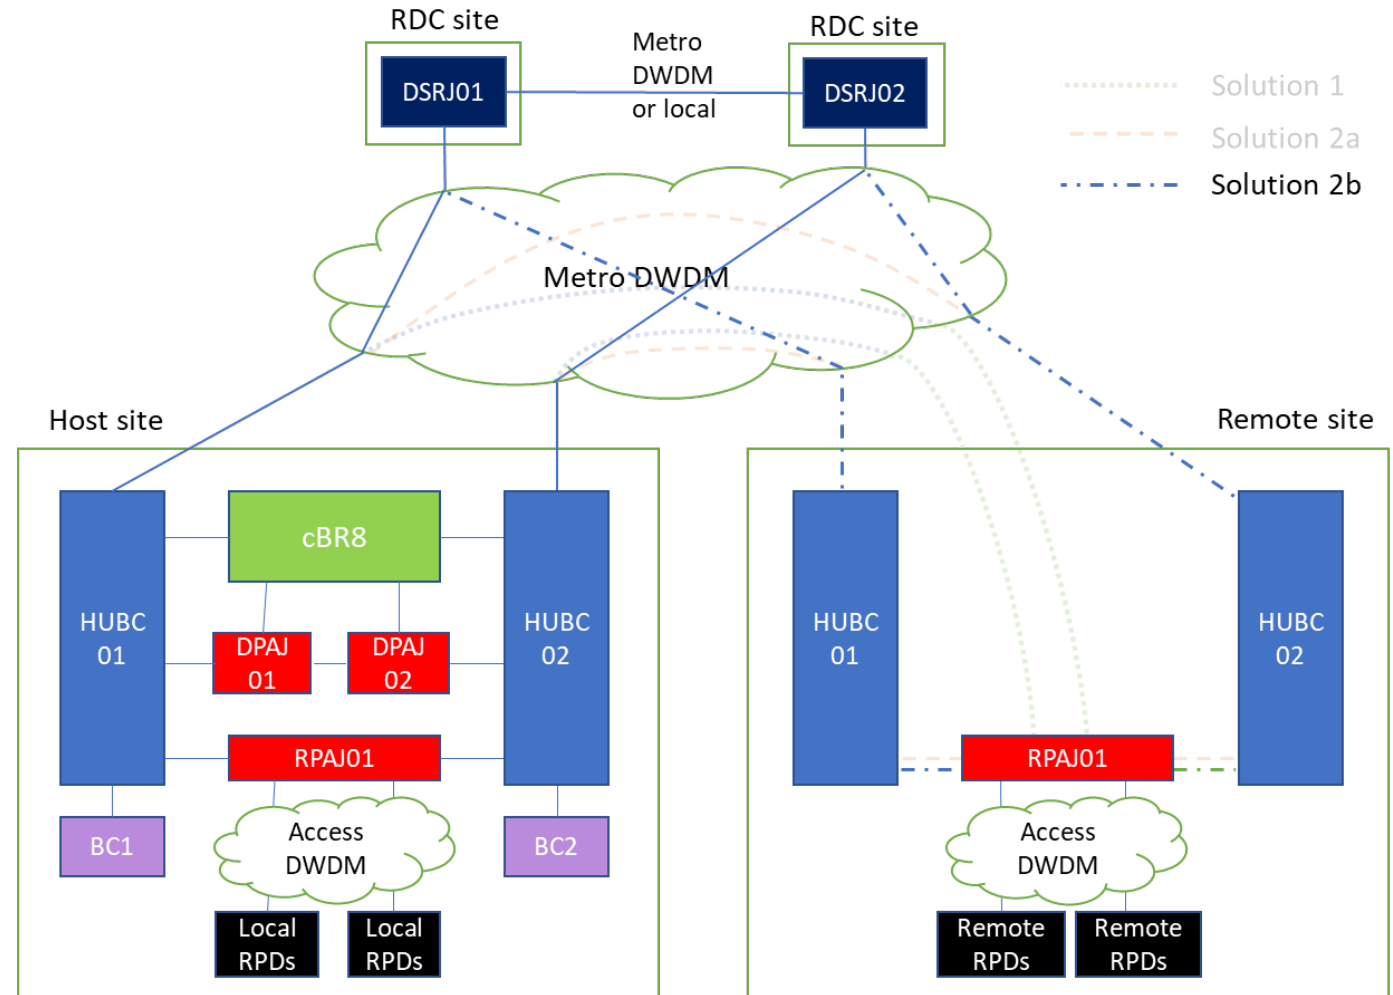 RDC site
RDC site
Metro
DWDM
or local
DSRJ01
DSRJ02
Solution 1
Solution 2a
Solution 2b
Metro DWDM
Host site
Remote site
cBR8
HUBC
01
HUBC
02
DPAJ
01
DPAJ
02
RPAJ01
BC1
BC2
Access
DWDM
Local
RPDs
Local
RPDs
HUBC
01
HUBC
02
RPAJ01
Access
DWDM
Remote
RPDs
Remote
RPDs